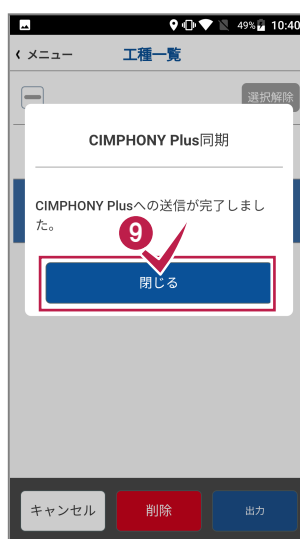 49% 10:40
メニュー 工種一覧
選択解除
CIMPHONY Plus同期
CIMPHONY Plusへの送信が完了しまし
た。
9
閉じる
キャンセル 削除 出力